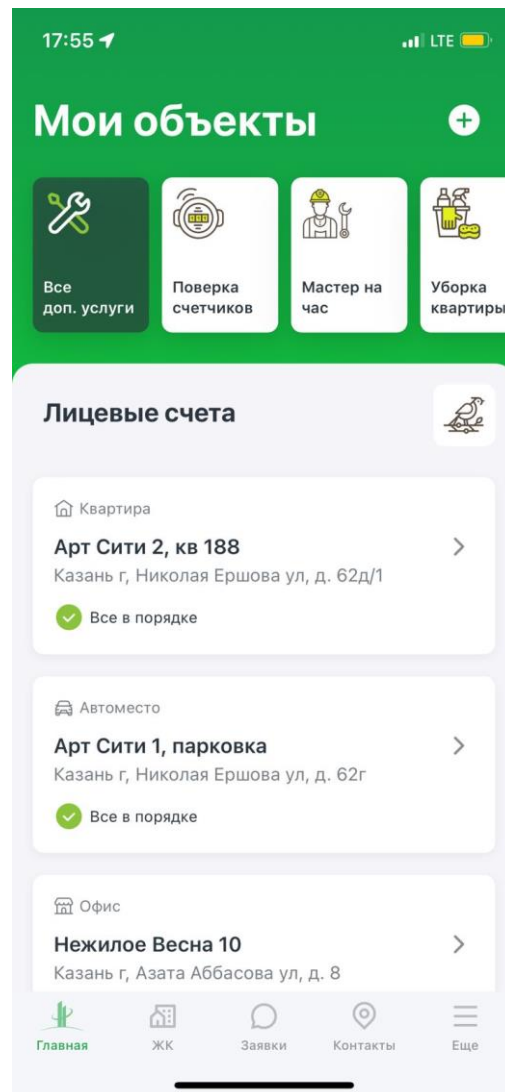 17:55
LTE
Мои объекты
Все
доп. услуги
Поверка
счетчиков
Мастер на
час
Уборка
квартиры
Лицевые счета
Квартира
Арт Сити 2, кв 188
Казань г, Николая Ершова ул, д. 62д/1
Все в порядке
Автоместо
Арт Сити 1, парковка
Казань г, Николая Ершова ул, д. 62г
Все в порядке
Офис
Нежилое Весна 10
Казань г, Азата Аббасова ул, д. 8
Главная
ЖК
Заявки
Контакты
Еще